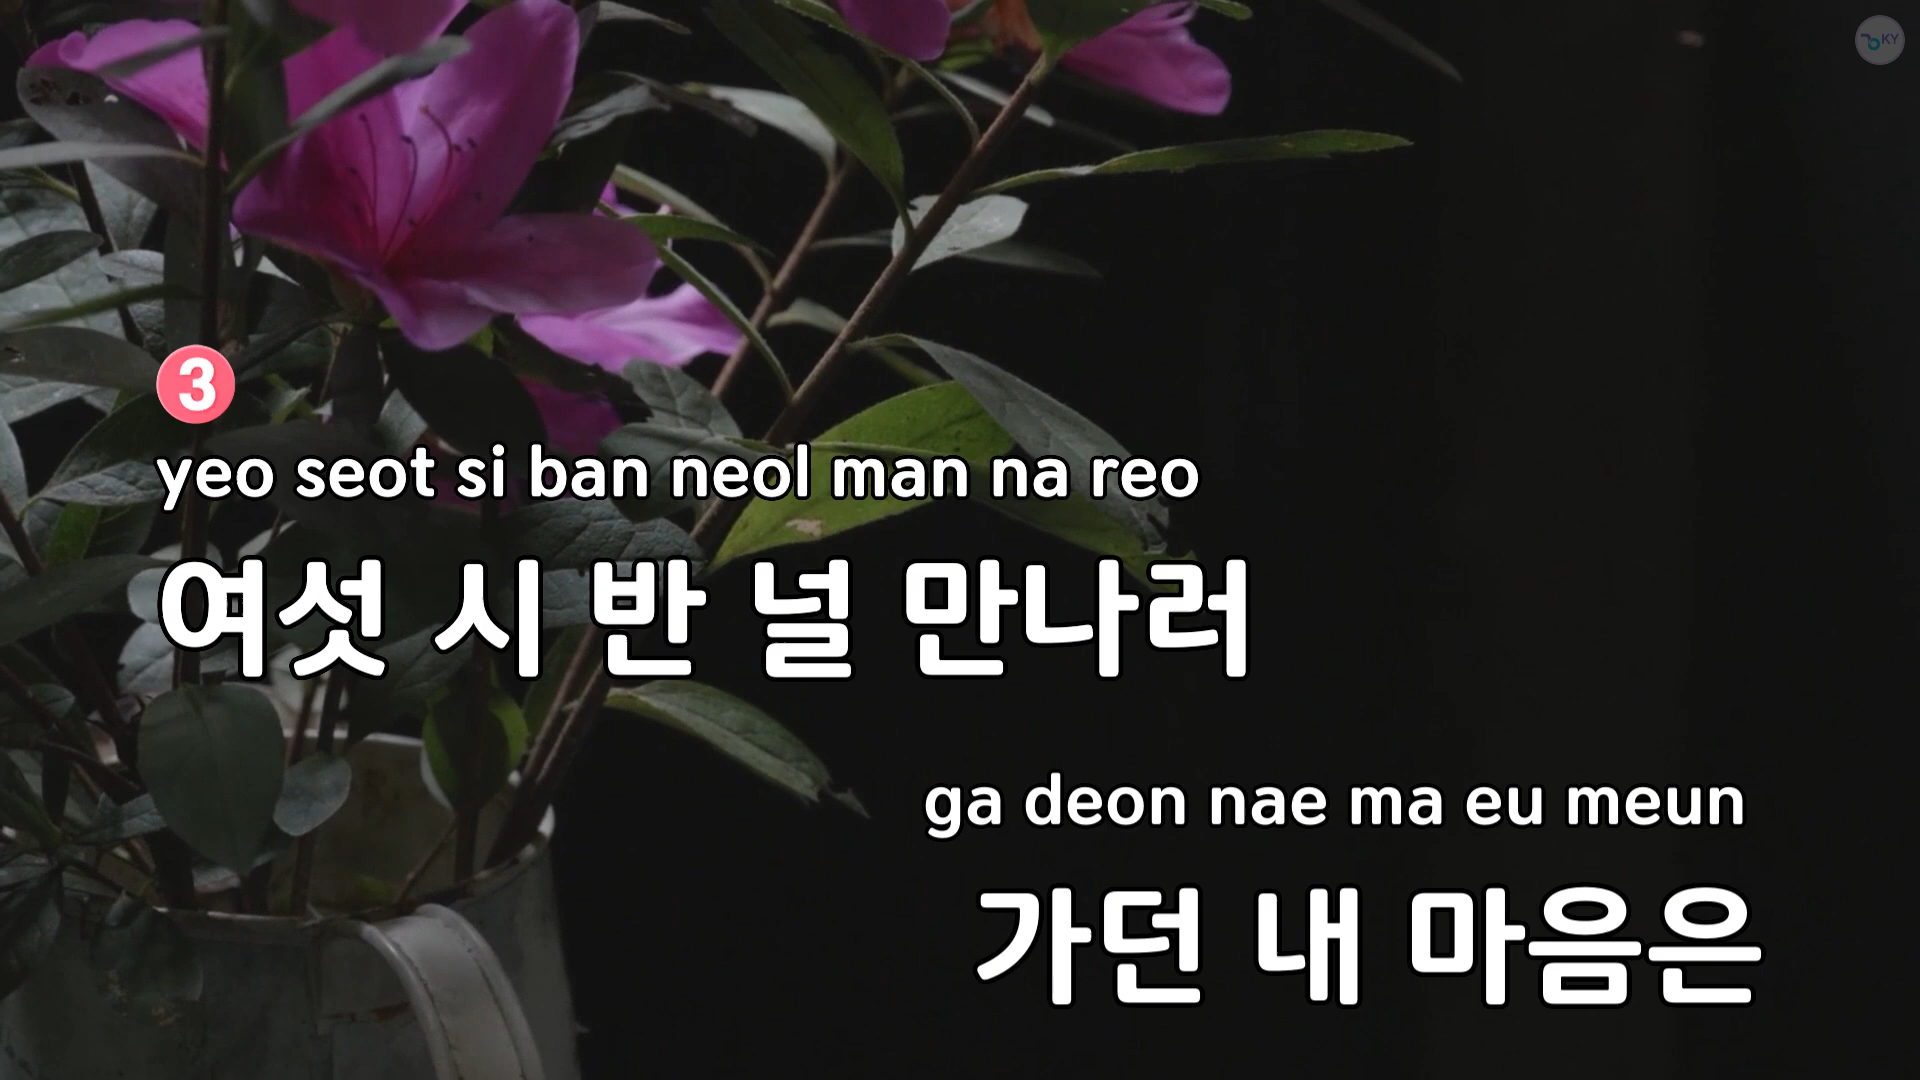 KY
3
yeo seot si ban neol man na reo
여섯 시 반 널 만나러
ga deon nae ma eu meun
가던 내 마음은